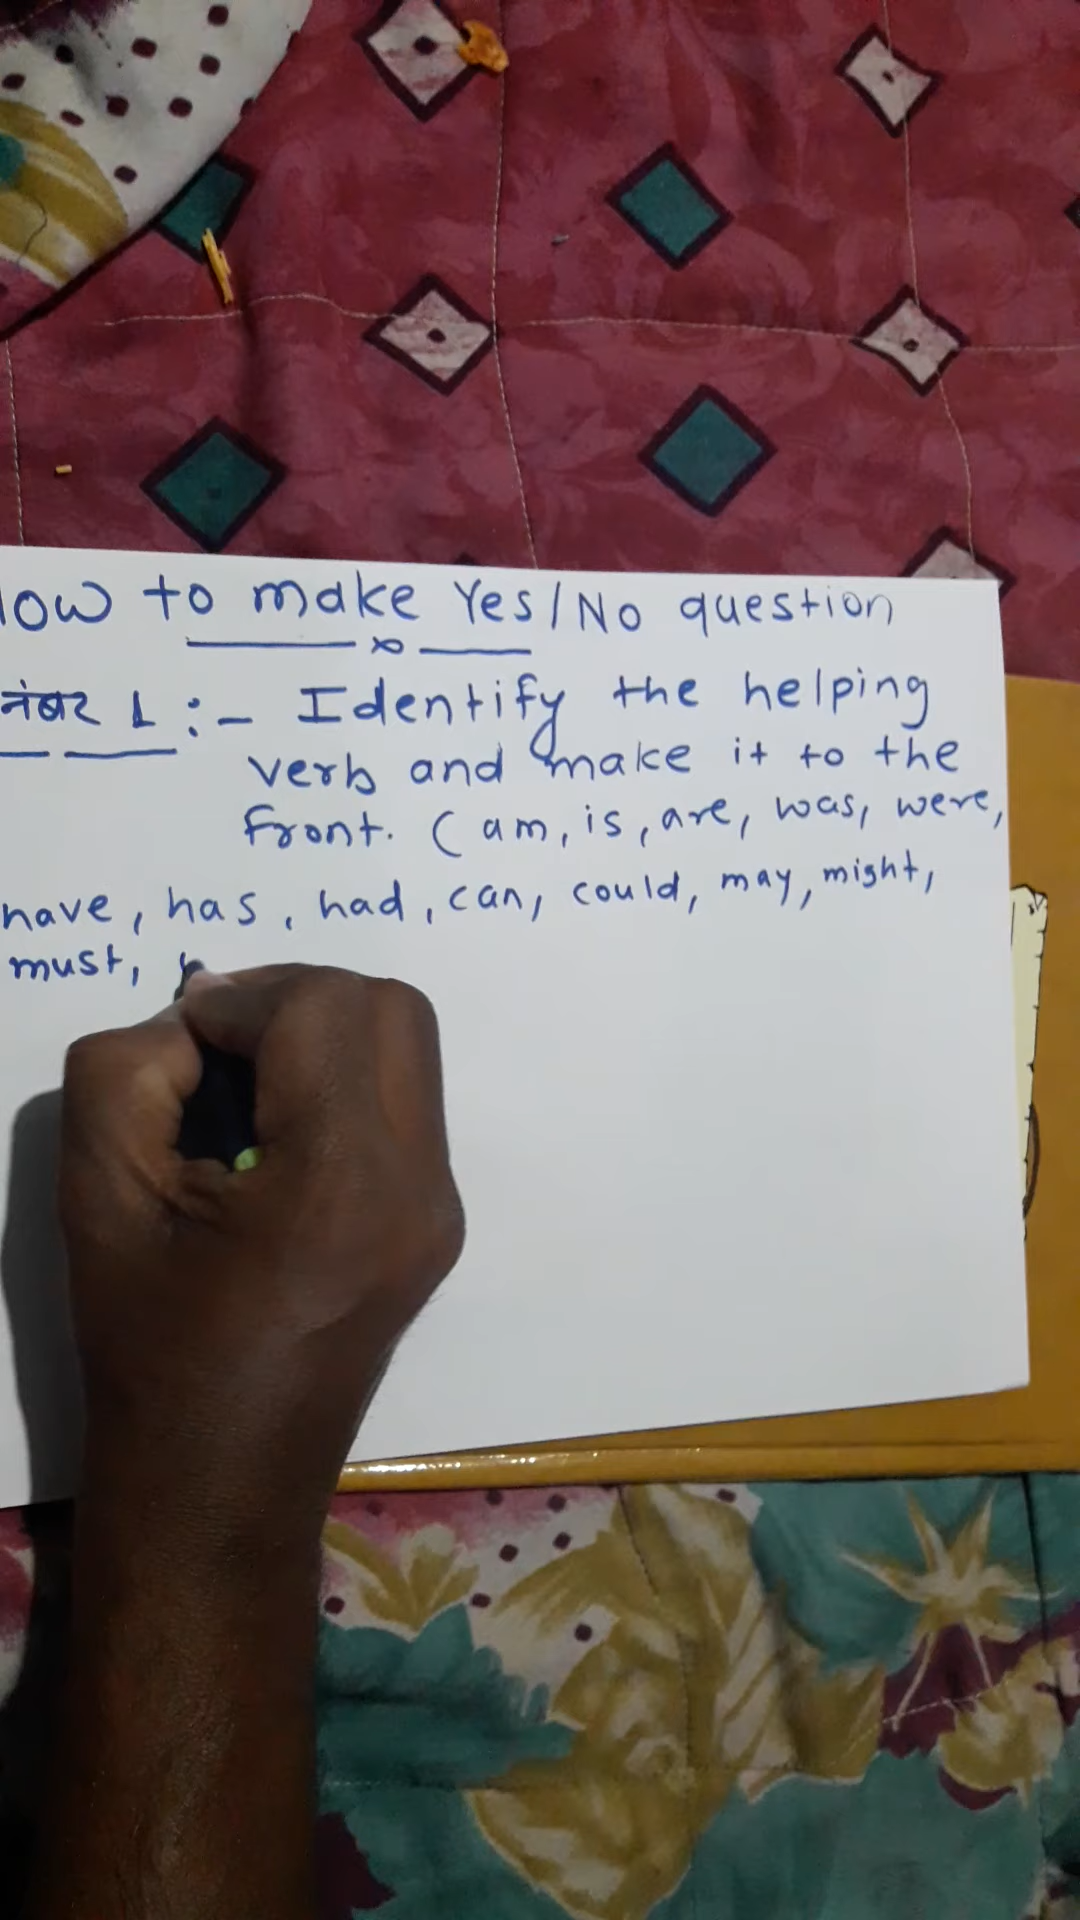 How to make Yes/No question
नंबर 1 :- Identify the helping
verb and make it to the
front. ( am, is, are, was, were,
have, has, had, can, could, may, might,
must,